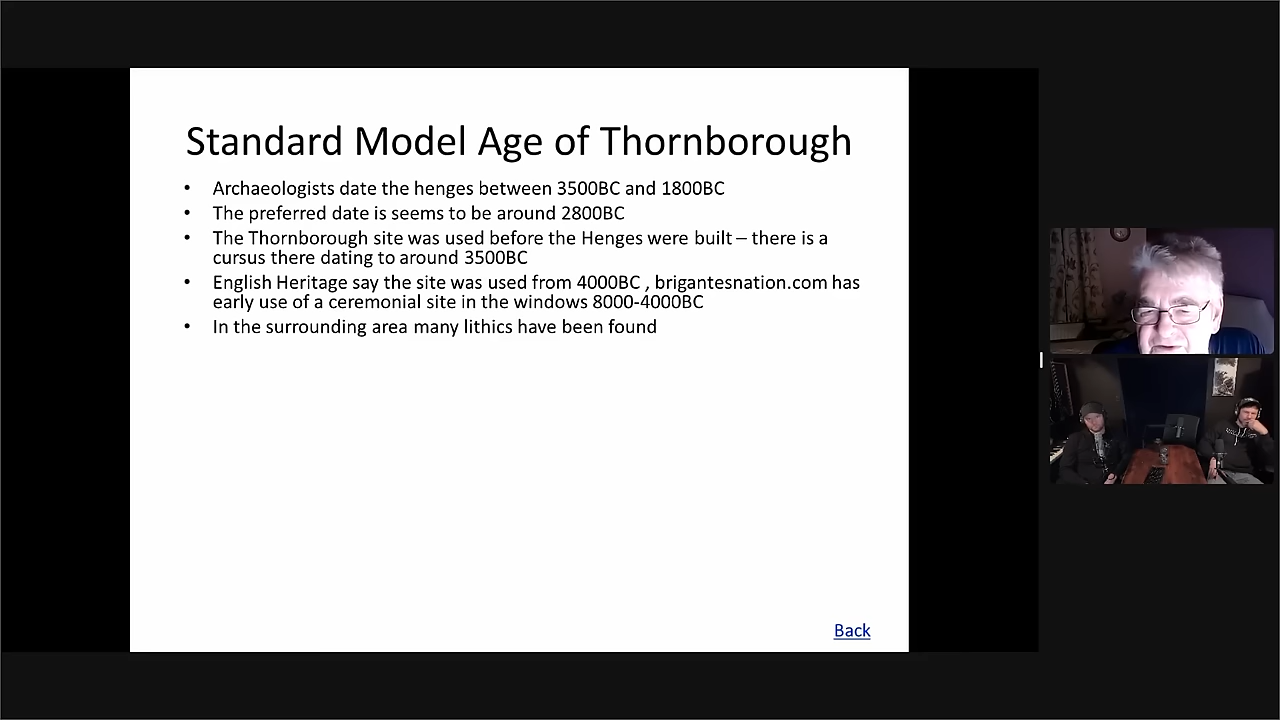 Standard Model Age of Thornborough
• Archaeologists date the henges between 3500BC and 1800BC
• The preferred date is seems to be around 2800BC
• The Thornborough site was used before the Henges were built – there is a
cursus there dating to around 3500BC
• English Heritage say the site was used from 4000BC , brigantesnation.com has
early use of a ceremonial site in the windows 8000-4000BC
• In the surrounding area many lithics have been found
Back